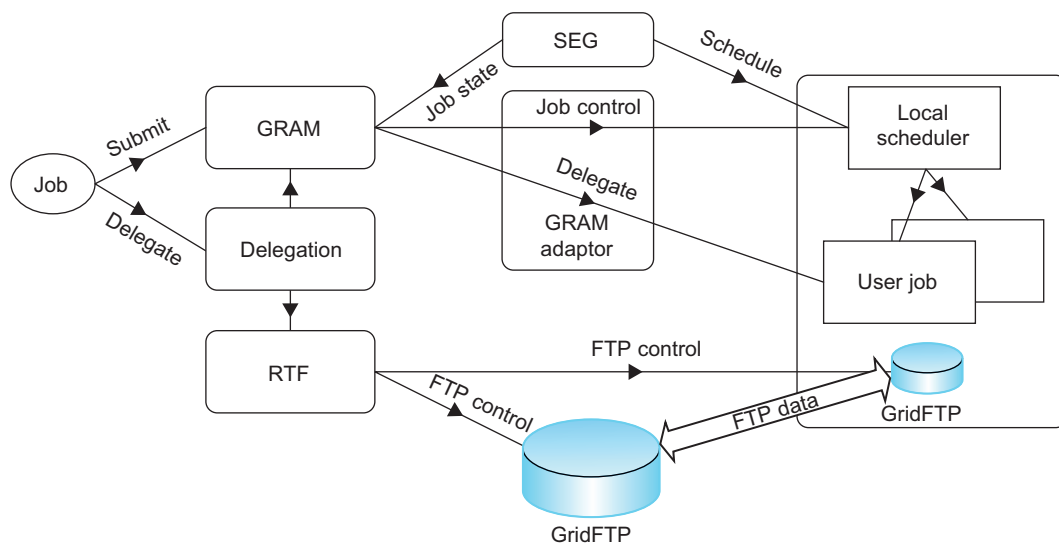 SEG
Schedule
Job state
Submit
GRAM
Job control
Local
scheduler
Job
Delegate
Delegation
Delegate
GRAM
adaptor
User job
RTF
FTP control
FTP control
FTP data
GridFTP
GridFTP